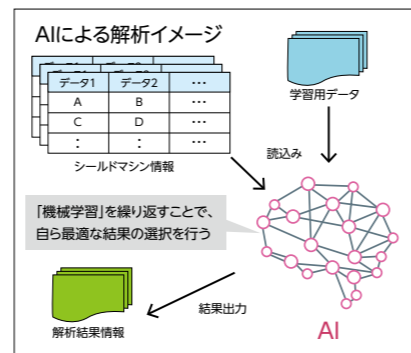 AIによる解析イメージ
データ1 データ2 …
A B …
C D …
: : …
シールドマシン情報
学習用データ
読込み
「機械学習」を繰り返すことで、
自ら最適な結果の選択を行う
結果出力
解析結果情報
AI